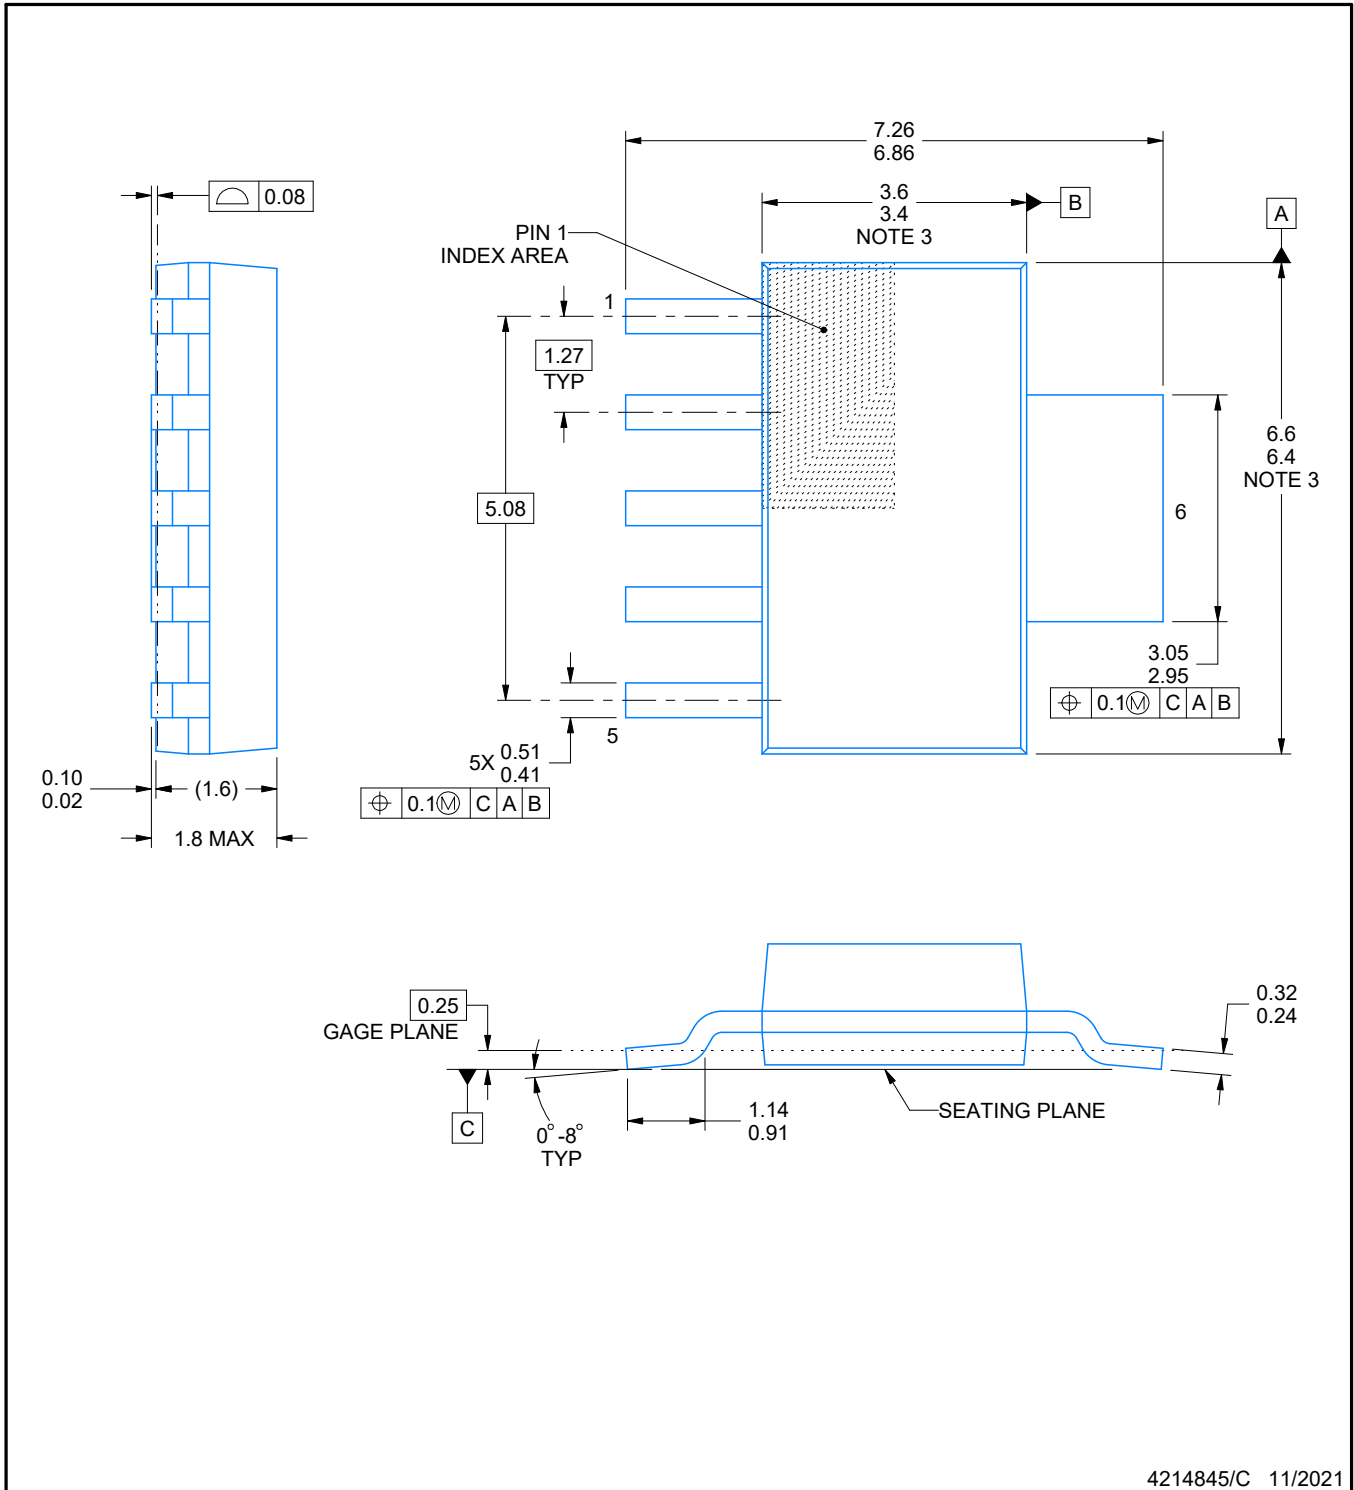 7.26
6.86
0.08
3.6
3.4
NOTE 3
B
A
PIN 1
INDEX AREA
1
1.27
TYP
5.08
6.6
6.4
NOTE 3
6
3.05
2.95
⌖ 0.1Ⓜ C A B
5
5X 0.51
0.41
⌖ 0.1Ⓜ C A B
0.10
0.02
(1.6)
1.8 MAX
0.25
GAGE PLANE
0.32
0.24
C
0°-8°
TYP
1.14
0.91
SEATING PLANE
4214845/C 11/2021